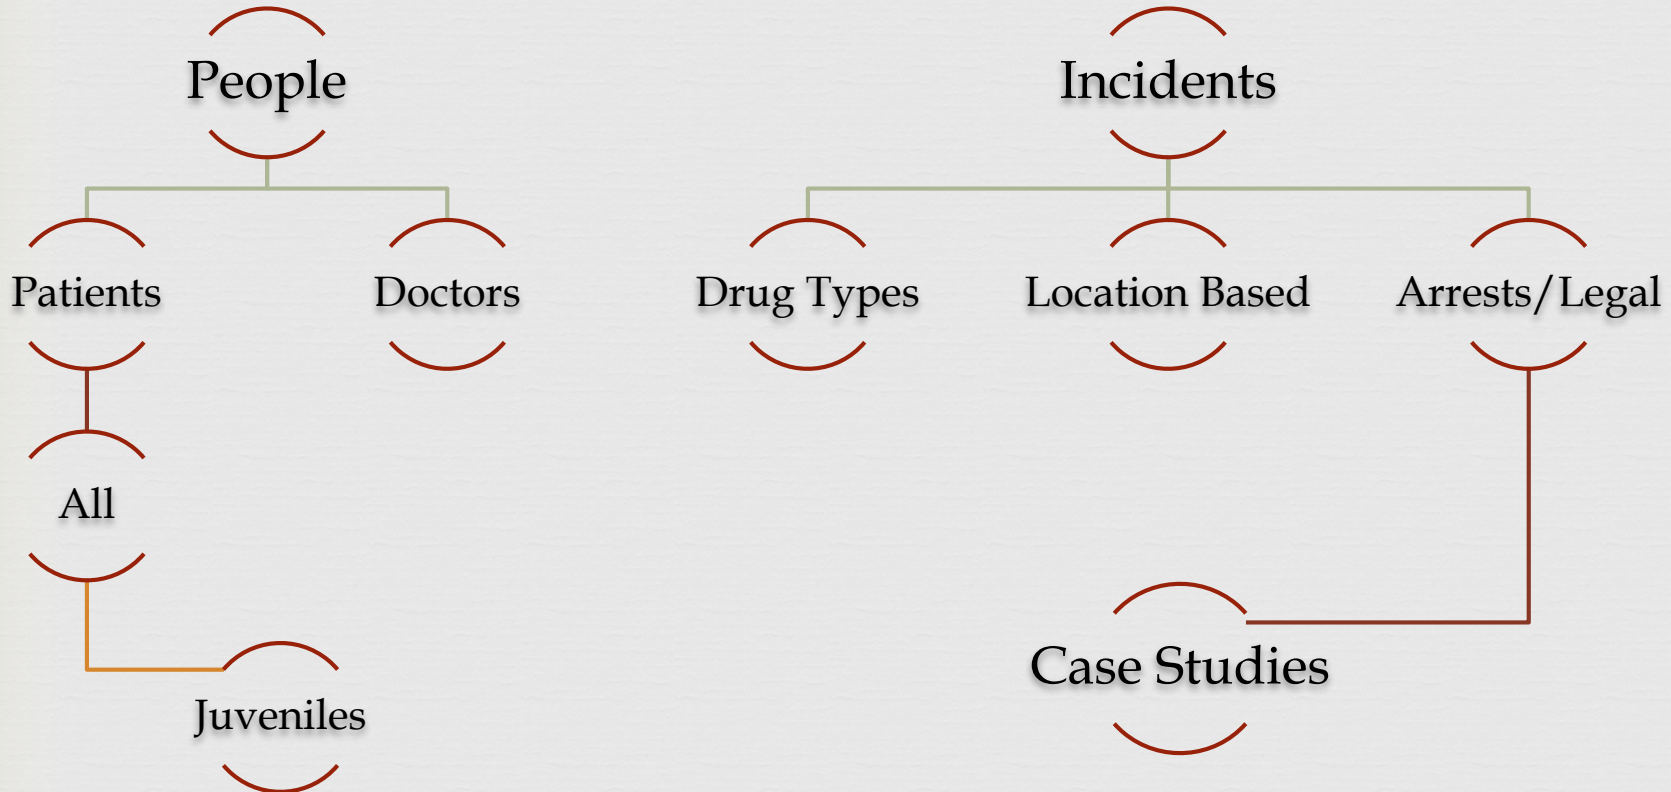 People
Incidents
Patients
Doctors
Drug Types
Location Based
Arrests/Legal
All
Case Studies
Juveniles